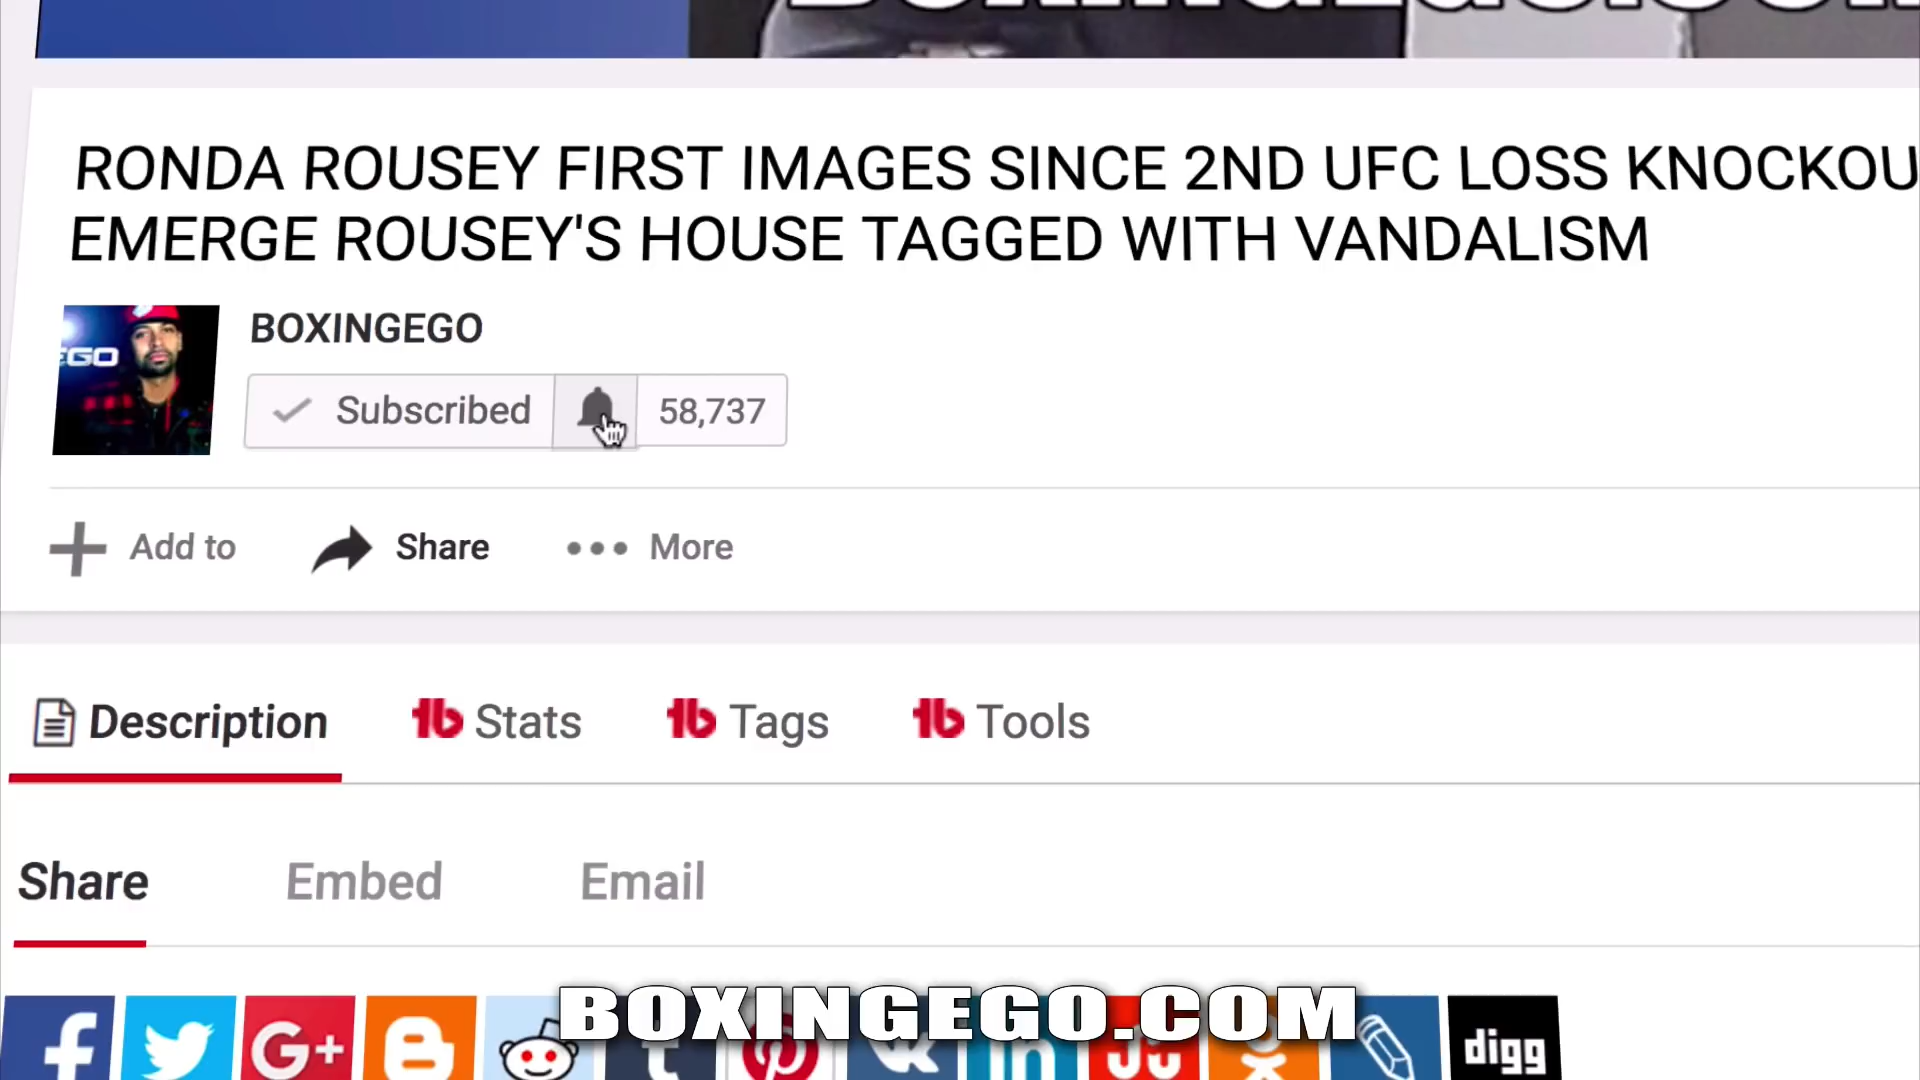 RONDA ROUSEY FIRST IMAGES SINCE 2ND UFC LOSS
EMERGE ROUSEY'S HOUSE TAGGED WITH VANDALISM
EGO
BOXINGEGO
Subscribed 58,737
Add to Share More
Description Stats Tags Tools
Share Embed Email
BOXINGEGO.COM
G+ digg